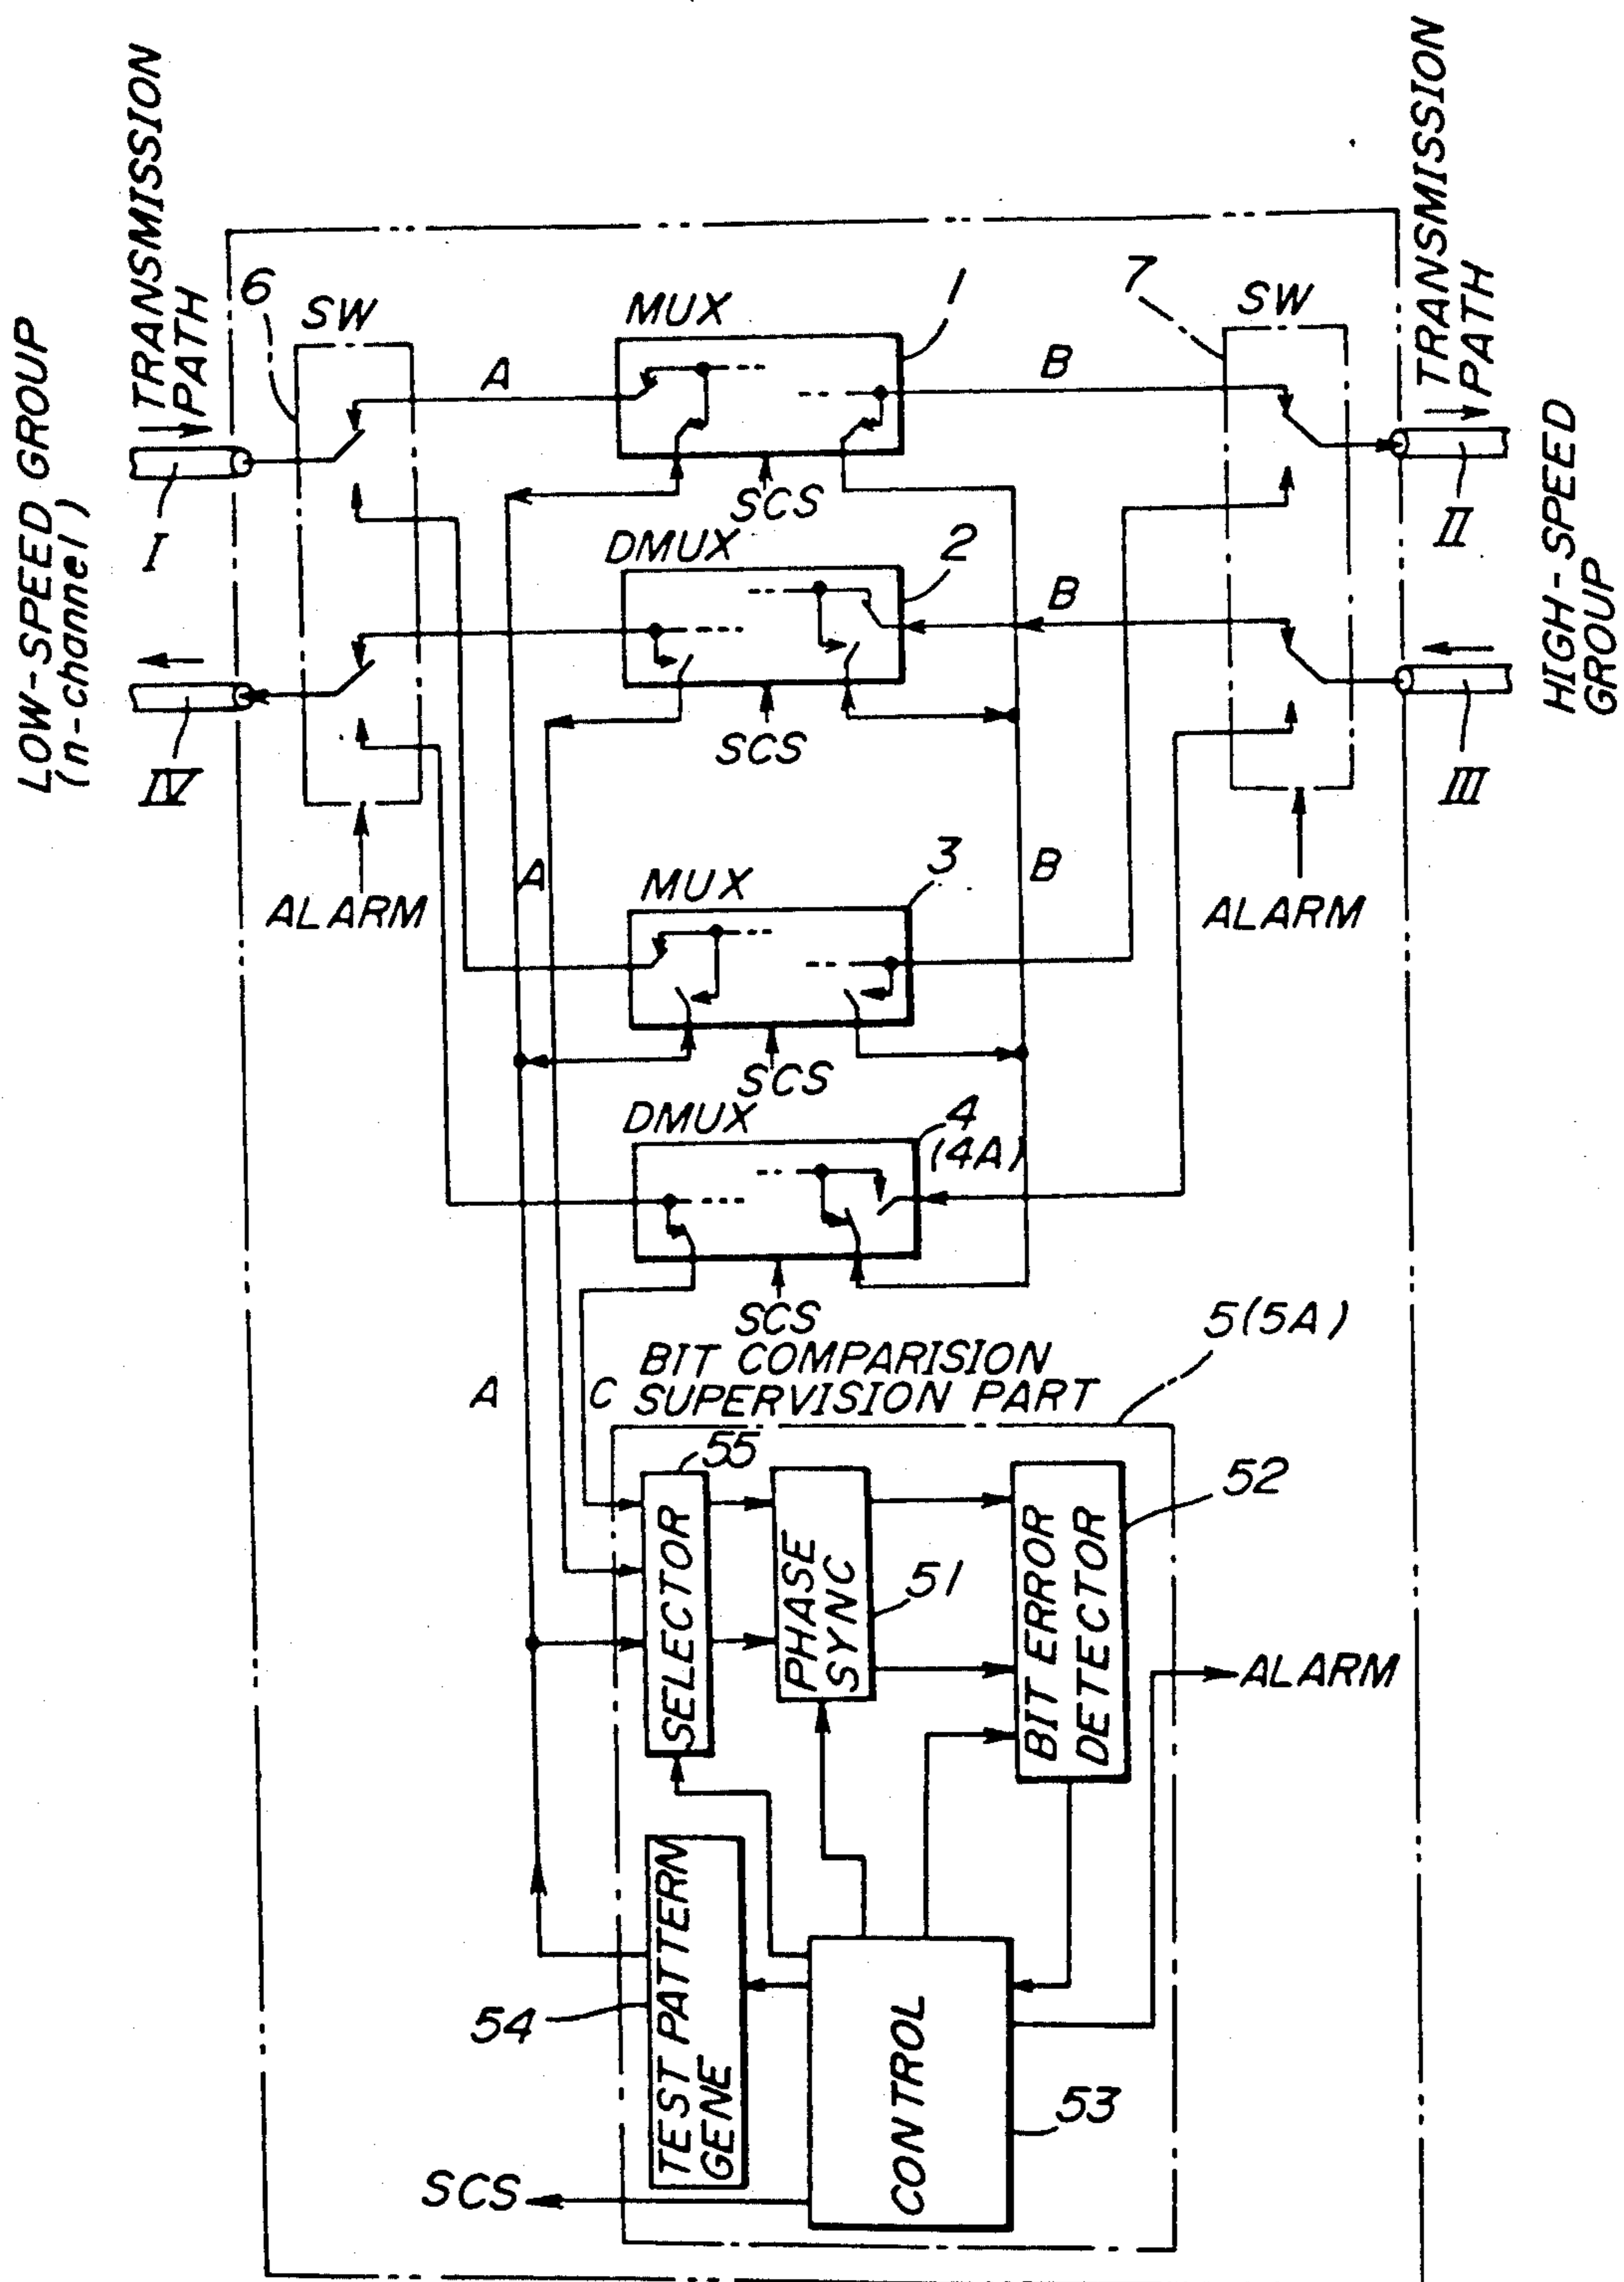 TRANSMISSION
PATH
TRANSMISSION
PATH
LOW-SPEED GROUP
(n-channel)
HIGH-SPEED
GROUP
6
SW
MUX
1
7
SW
A
B
I
II
SCS
DMUX
2
B
IV
III
SCS
ALARM
ALARM
A
B
MUX
3
SCS
DMUX
4
(4A)
SCS
5(5A)
BIT COMPARISION
SUPERVISION PART
A
C
55
52
SELECTOR
PHASE
SYNC
51
BIT ERROR
DETECTOR
ALARM
54
TEST PATTERN
GENE
CONTROL
53
SCS